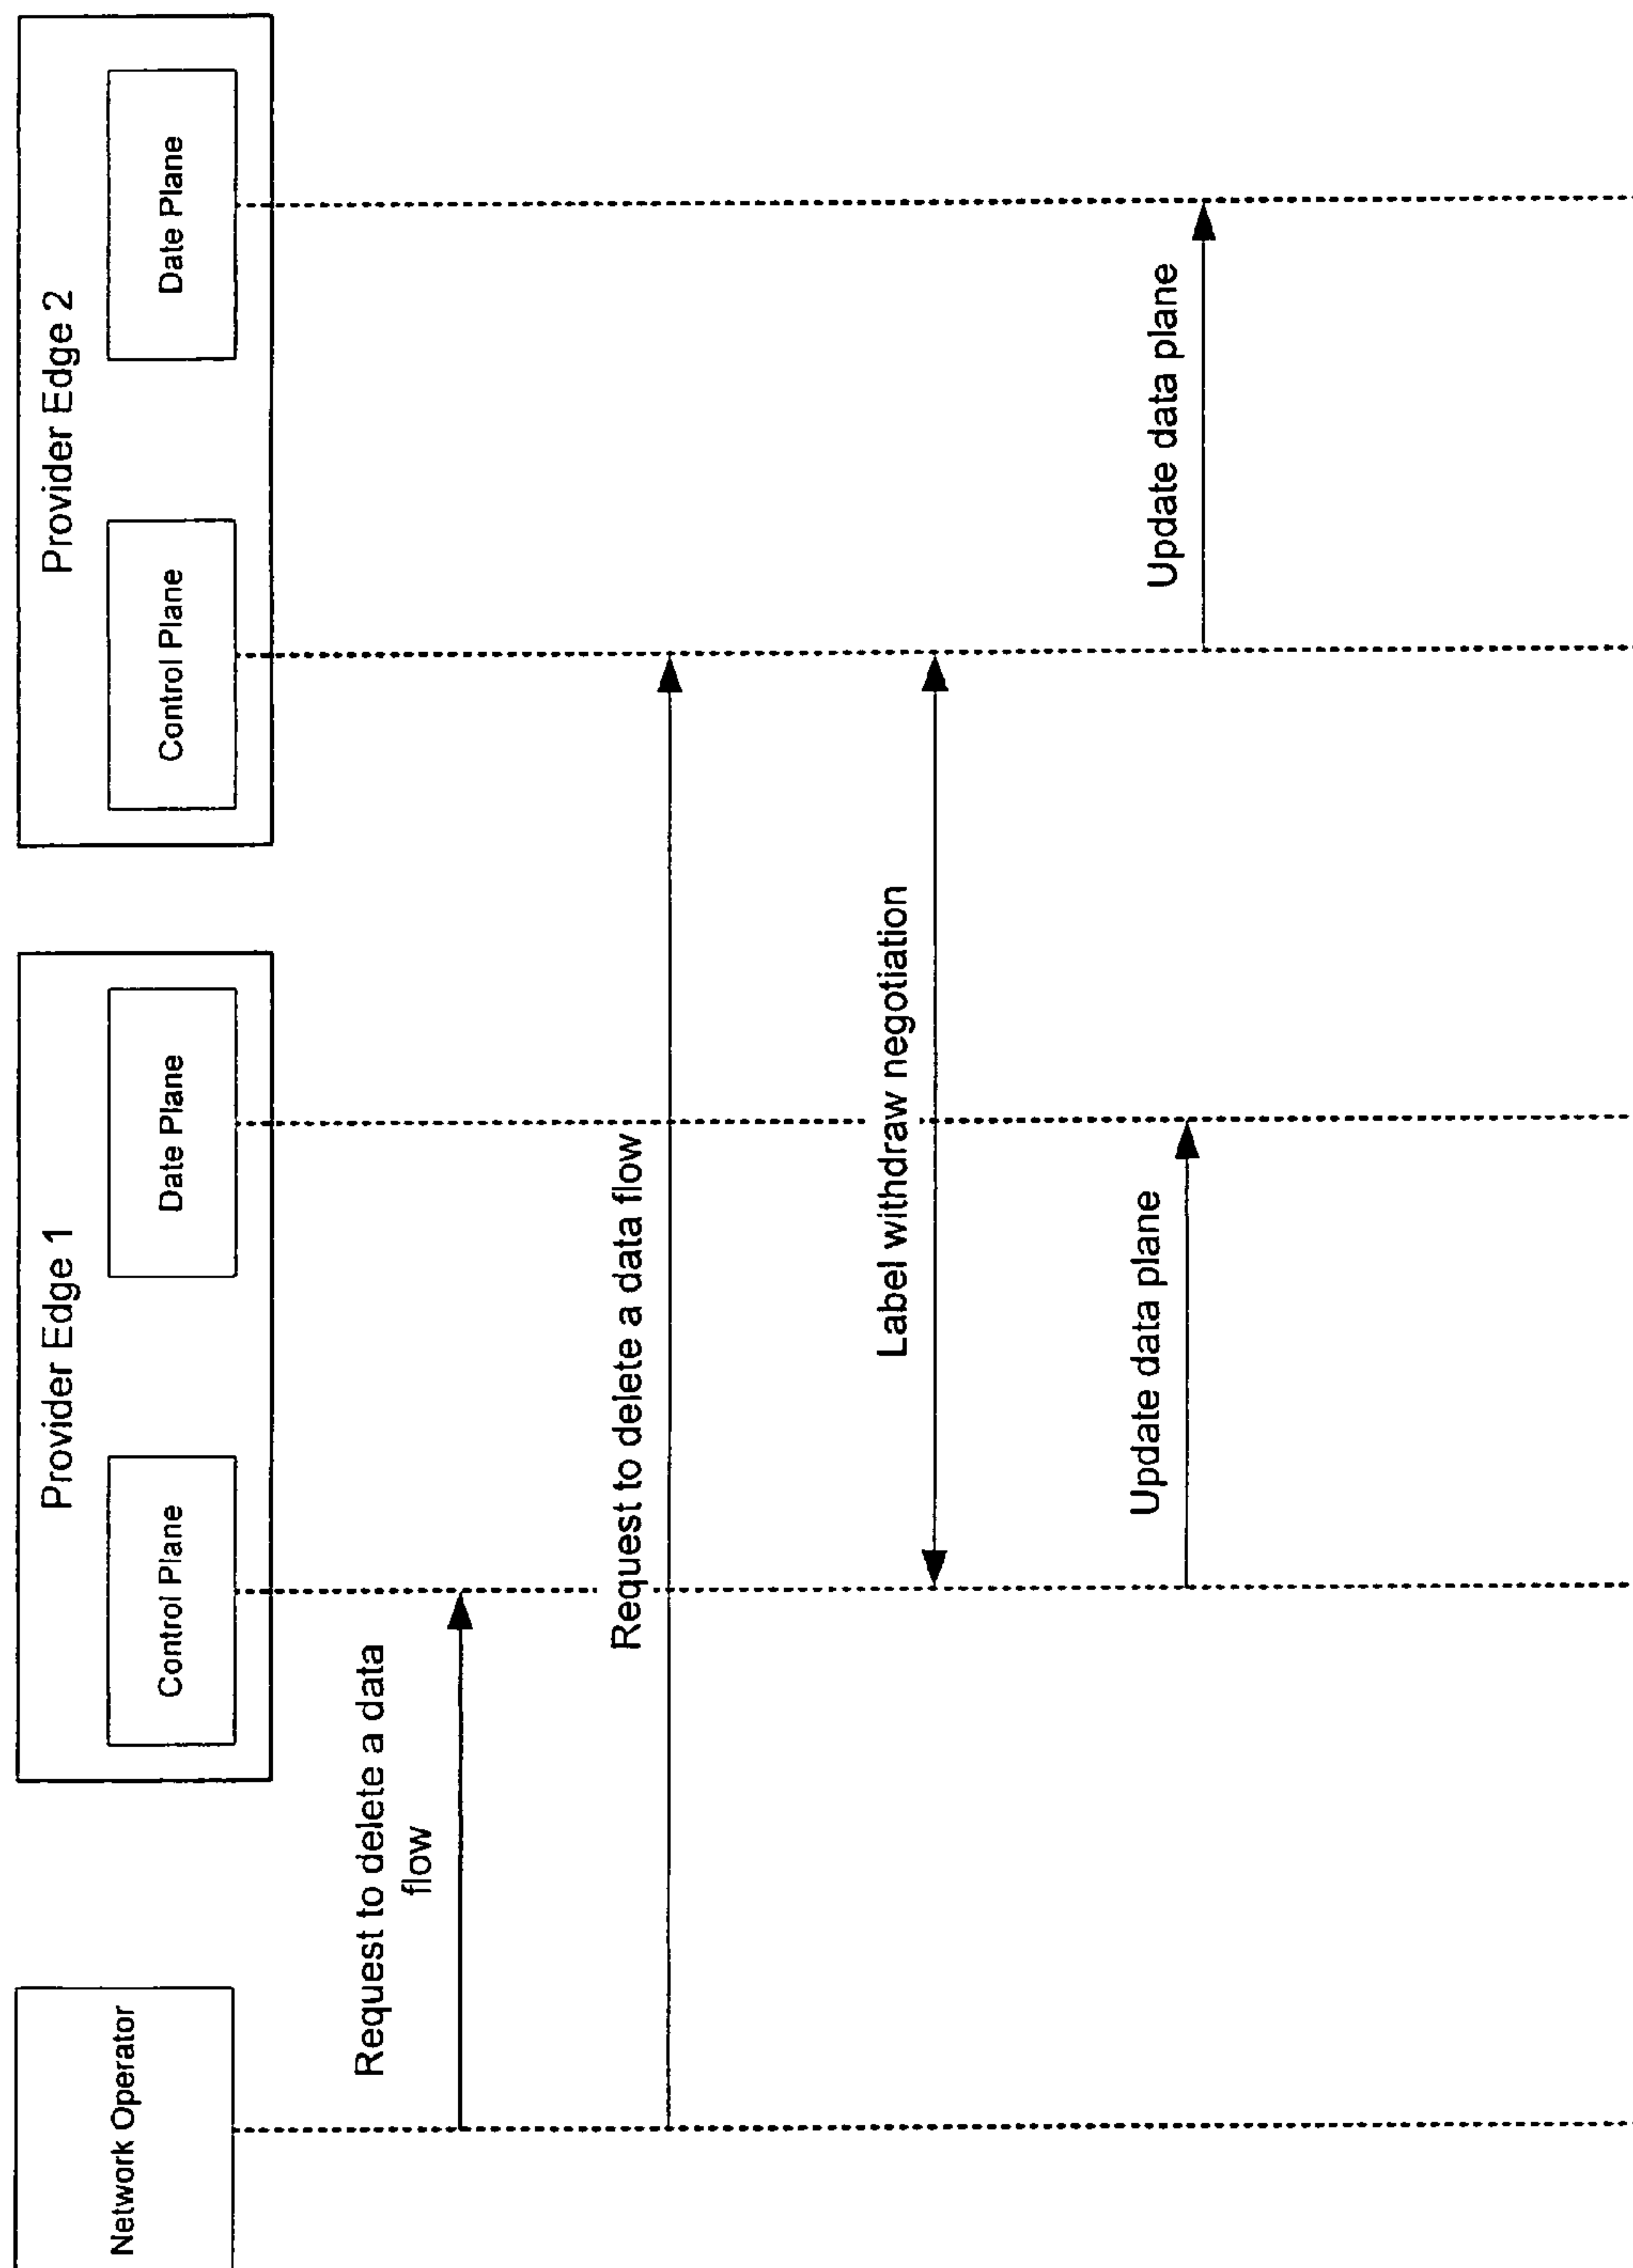 Network Operator
Provider Edge 1
Control Plane
Date Plane
Provider Edge 2
Control Plane
Date Plane
Request to delete a data
flow
Request to delete a data flow
Label withdraw negotiation
Update data plane
Update data plane